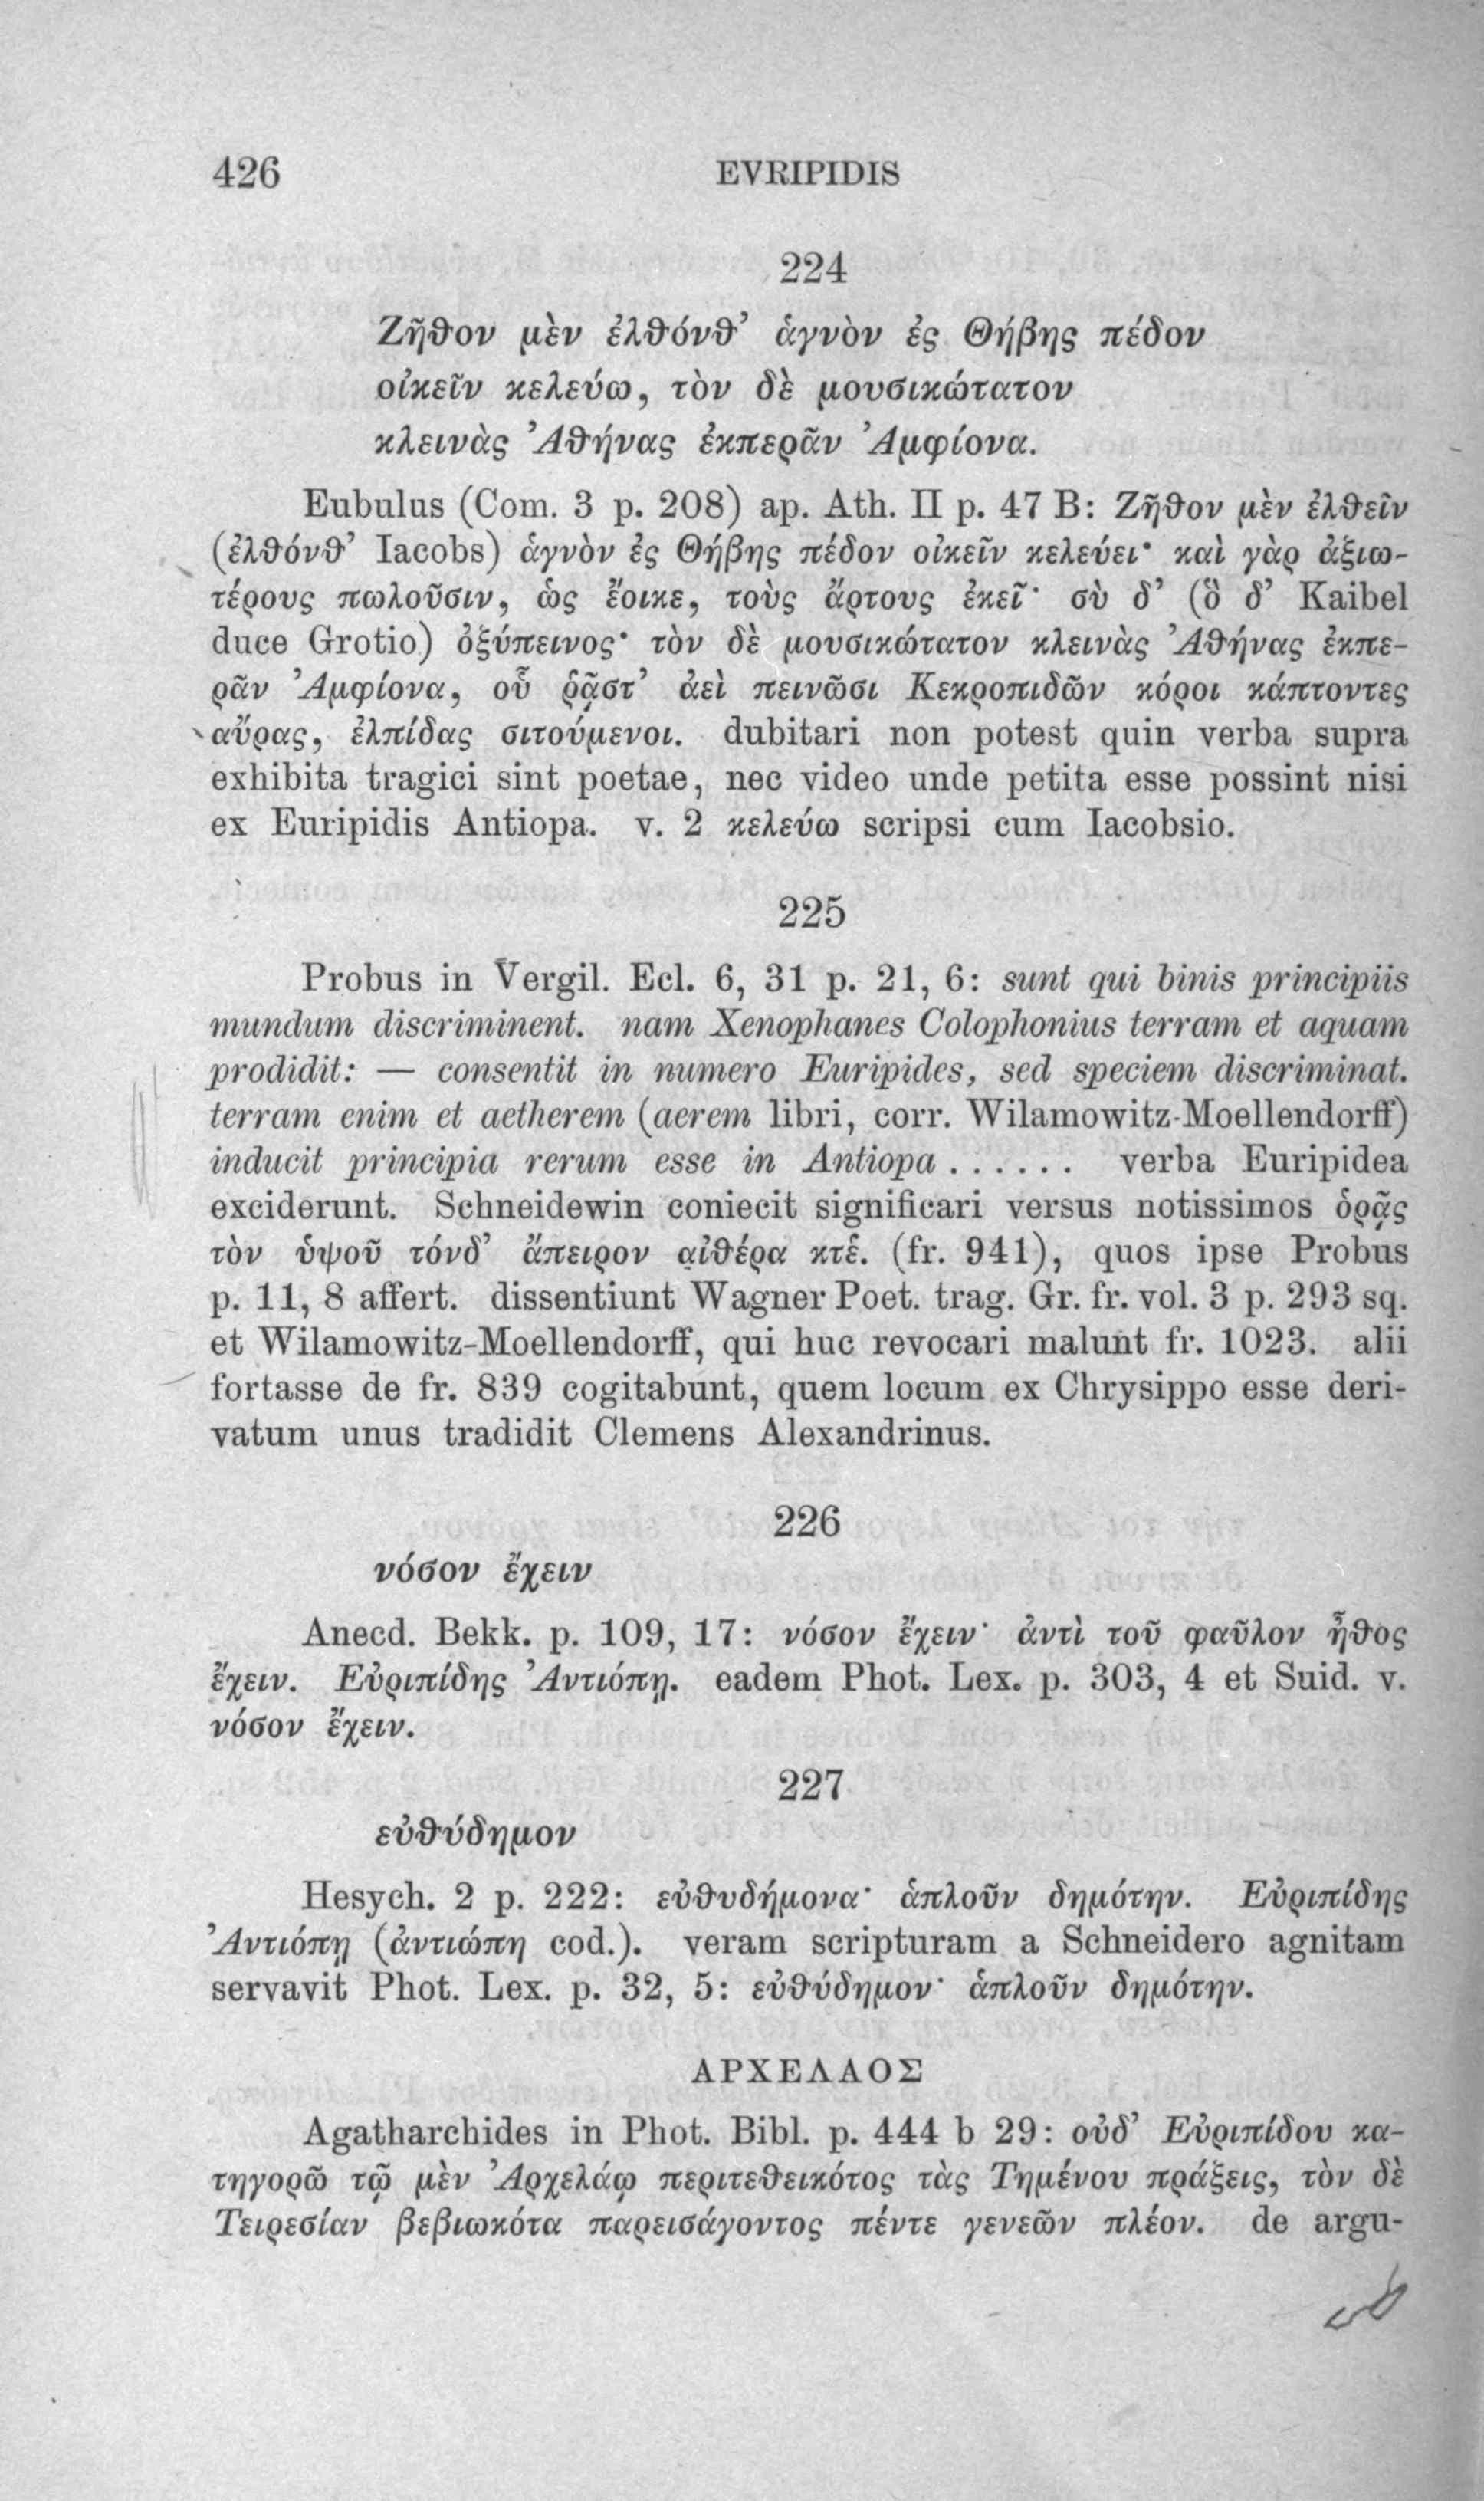 426 EVRIPIDIS
224
Ζῆθον μὲν ἐλθόνθ’ ἁγνὸν ἐς Θήβης πέδον
οἰκεῖν κελεύω, τὸν δὲ μουσικώτατον
κλεινὰς Ἀθήνας ἐκπερᾶν Ἀμφίονα.
Eubulus (Com. 3 p. 208) ap. Ath. II p. 47 B: Ζῆθον μὲν ἐλθεῖν
(ἐλθόνθ’ Iacobs) ἁγνὸν ἐς Θήβης πέδον οἰκεῖν κελεύει· καὶ γὰρ ἀξιω-
τέρους πωλοῦσιν, ὡς ἔοικε, τοὺς ἄρτους ἐκεῖ· σὺ δ’ (ὃ δ’ Kaibel
duce Grotio) ὀξύπεινος· τὸν δὲ μουσικώτατον κλεινὰς Ἀθήνας ἐκπε-
ρᾶν Ἀμφίονα, οὗ ῥᾷστ’ ἀεὶ πεινῶσι Κεκροπιδῶν κόροι κάπτοντες
αὔρας, ἐλπίδας σιτούμενοι. dubitari non potest quin verba supra
exhibita tragici sint poetae, nec video unde petita esse possint nisi
ex Euripidis Antiopa. v. 2 κελεύω scripsi cum Iacobsio.
225
Probus in Vergil. Ecl. 6, 31 p. 21, 6: sunt qui binis principiis
mundum discriminent. nam Xenophanes Colophonius terram et aquam
prodidit: — consentit in numero Euripides, sed speciem discriminat.
terram enim et aetherem (aerem libri, corr. Wilamowitz-Moellendorff)
inducit principia rerum esse in Antiopa . . . . . . verba Euripidea
exciderunt. Schneidewin coniecit significari versus notissimos ὁρᾷς
τὸν ὑψοῦ τόνδ’ ἄπειρον αἰθέρα κτἑ. (fr. 941), quos ipse Probus
p. 11, 8 affert. dissentiunt Wagner Poet. trag. Gr. fr. vol. 3 p. 293 sq.
et Wilamowitz-Moellendorff, qui huc revocari malunt fr. 1023. alii
fortasse de fr. 839 cogitabunt, quem locum ex Chrysippo esse deri-
vatum unus tradidit Clemens Alexandrinus.
226
νόσον ἔχειν
Anecd. Bekk. p. 109, 17: νόσον ἔχειν· ἀντὶ τοῦ φαῦλον ἦθος
ἔχειν. Εὐριπίδης Ἀντιόπῃ. eadem Phot. Lex. p. 303, 4 et Suid. v.
νόσον ἔχειν.
227
εὐθύδημον
Hesych. 2 p. 222: εὐθυδήμονα· ἁπλοῦν δημότην. Εὐριπίδης
Ἀντιόπῃ (ἀντιώπη cod.). veram scripturam a Schneidero agnitam
servavit Phot. Lex. p. 32, 5: εὐθύδημον· ἁπλοῦν δημότην.
ΑΡΧΕΛΑΟΣ
Agatharchides in Phot. Bibl. p. 444 b 29: οὐδ’ Εὐριπίδου κα-
τηγορῶ τῷ μὲν Ἀρχελάῳ περιτεθεικότος τὰς Τημένου πράξεις, τὸν δὲ
Τειρεσίαν βεβιωκότα παρεισάγοντος πέντε γενεῶν πλέον. de argu-